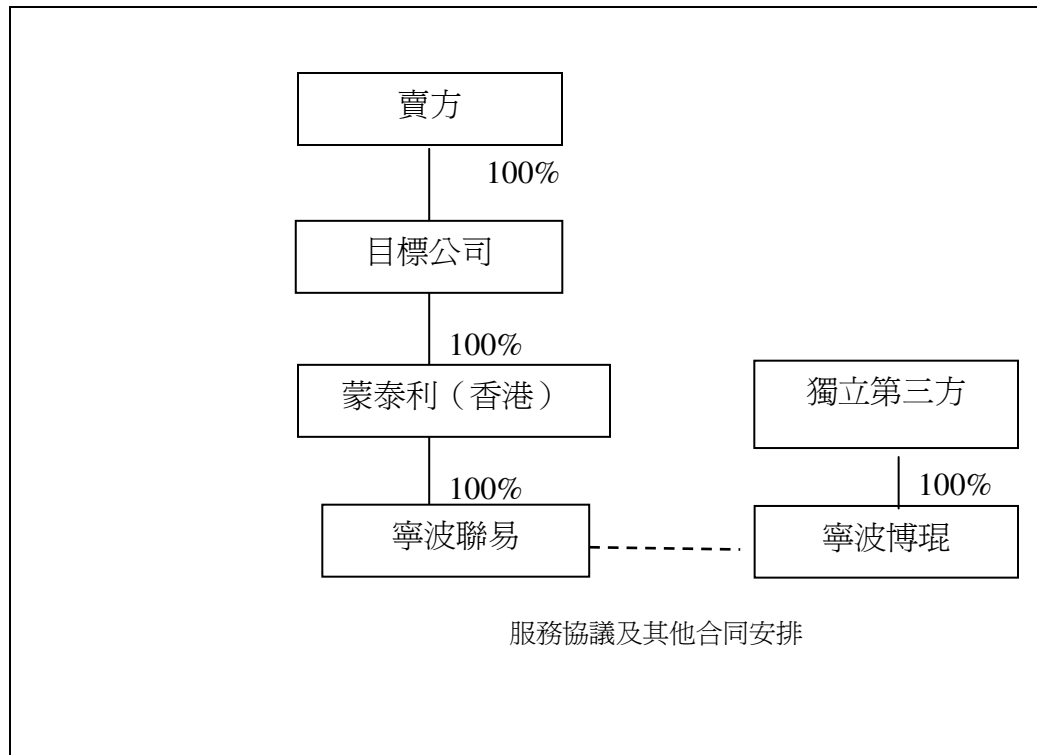 賣方
100%
目標公司
100%
蒙泰利（香港）
獨立第三方
100%
100%
寧波聯易
寧波博琨
服務協議及其他合同安排